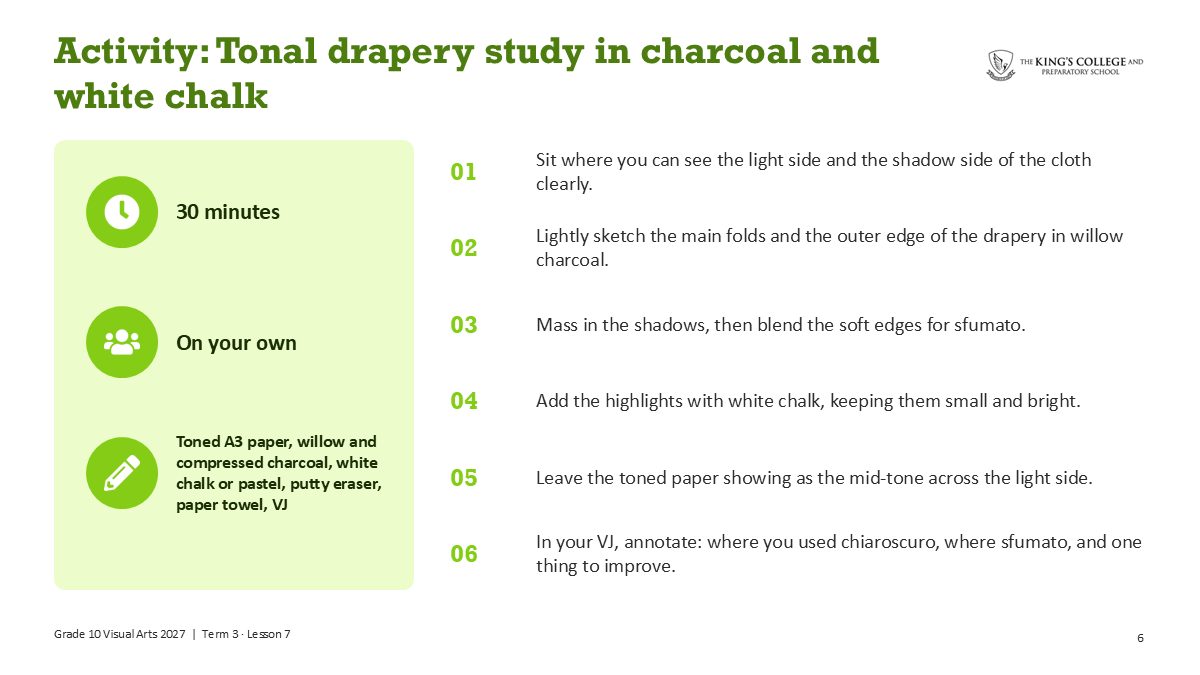 Activity: Tonal drapery study in charcoal and
white chalk
THE KING'S COLLEGE AND
PREPARATORY SCHOOL
30 minutes
On your own
Toned A3 paper, willow and
compressed charcoal, white
chalk or pastel, putty eraser,
paper towel, VJ
01
Sit where you can see the light side and the shadow side of the cloth
clearly.
02
Lightly sketch the main folds and the outer edge of the drapery in willow
charcoal.
03
Mass in the shadows, then blend the soft edges for sfumato.
04
Add the highlights with white chalk, keeping them small and bright.
05
Leave the toned paper showing as the mid-tone across the light side.
06
In your VJ, annotate: where you used chiaroscuro, where sfumato, and one
thing to improve.
Grade 10 Visual Arts 2027 | Term 3 · Lesson 7
6